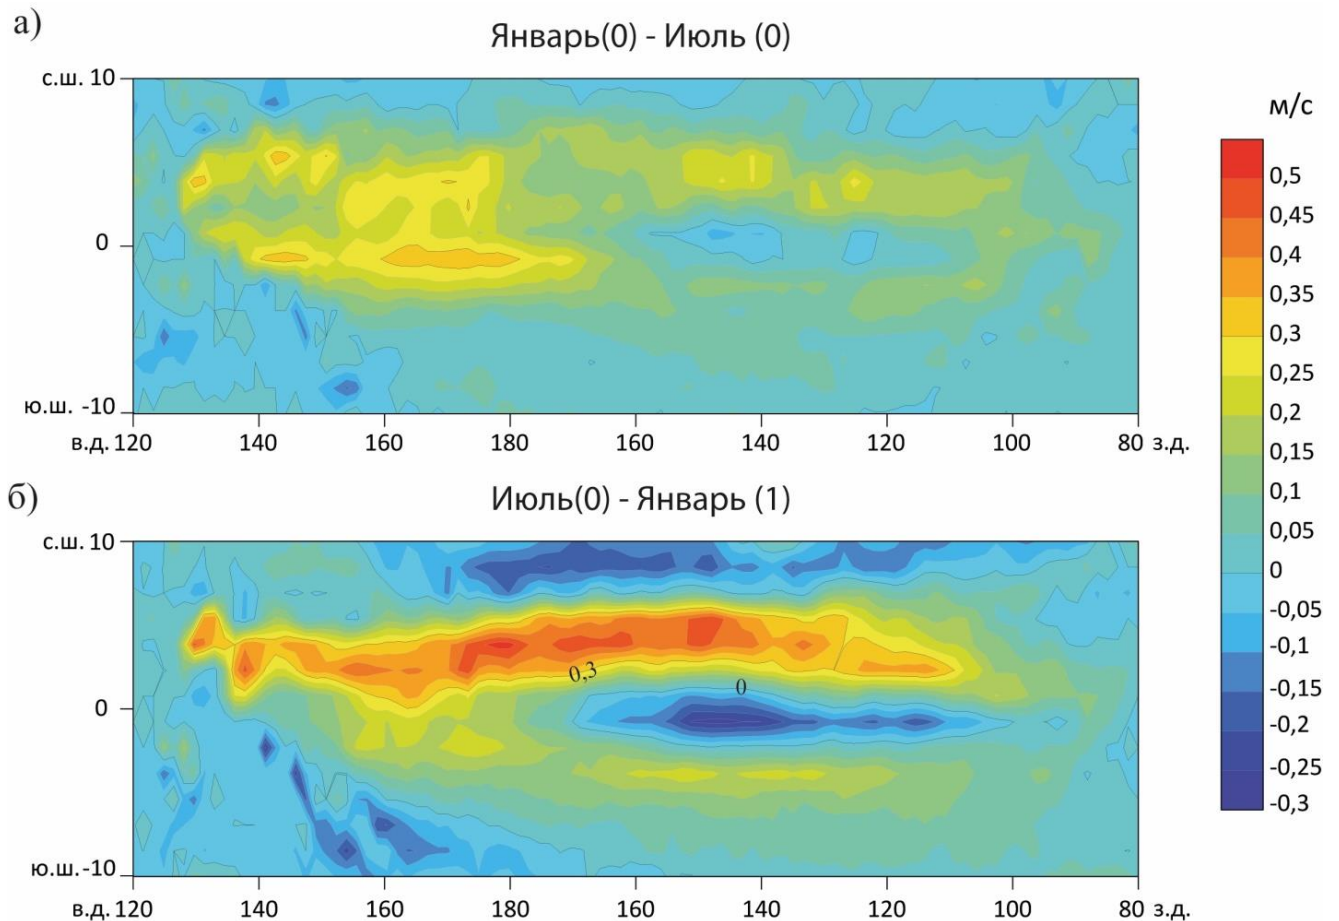 а)
Январь(0) - Июль (0)
с.ш. 10
0
ю.ш. -10
в.д. 120 140 160 180 160 140 120 100 80 з.д.
м/с
0,5
0,45
0,4
0,35
0,3
0,25
0,2
0,15
0,1
0,05
0
-0,05
-0,1
-0,15
-0,2
-0,25
-0,3
б)
Июль(0) - Январь (1)
с.ш. 10
0,3
0
0
ю.ш. -10
в.д. 120 140 160 180 160 140 120 100 80 з.д.